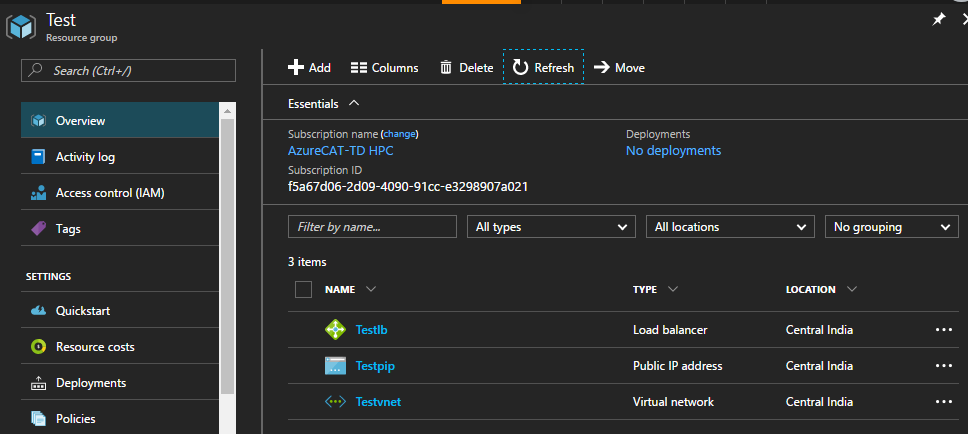 Test
Resource group
Search (Ctrl+/)
Overview
Activity log
Access control (IAM)
Tags
SETTINGS
Quickstart
Resource costs
Deployments
Policies
Add Columns Delete Refresh Move
Essentials
Subscription name (change) Deployments
AzureCAT-TD HPC No deployments
Subscription ID
f5a67d06-2d09-4090-91cc-e3298907a021
Filter by name... All types All locations No grouping
3 items
NAME TYPE LOCATION
Testlb Load balancer Central India ...
Testpip Public IP address Central India ...
Testvnet Virtual network Central India ...